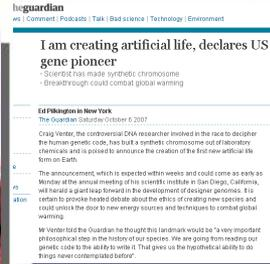 heguardian
ws | Comment | Podcasts | Talk | Bad science | Technology | Environment
I am creating artificial life, declares US
gene pioneer
· Scientist has made synthetic chromosome
· Breakthrough could combat global warming
Ed Pilkington in New York
The Guardian Saturday October 6 2007
Craig Venter, the controversial DNA researcher involved in the race to decipher
the human genetic code, has built a synthetic chromosome out of laboratory
chemicals and is poised to announce the creation of the first new artificial life
form on Earth.
The announcement, which is expected within weeks and could come as early as
Monday at the annual meeting of his scientific institute in San Diego, California,
will herald a giant leap forward in the development of designer genomes. It is
certain to provoke heated debate about the ethics of creating new species and
could unlock the door to new energy sources and techniques to combat global
warming.
Mr Venter told the Guardian he thought this landmark would be "a very important
philosophical step in the history of our species. We are going from reading our
genetic code to the ability to write it. That gives us the hypothetical ability to do
things never contemplated before".